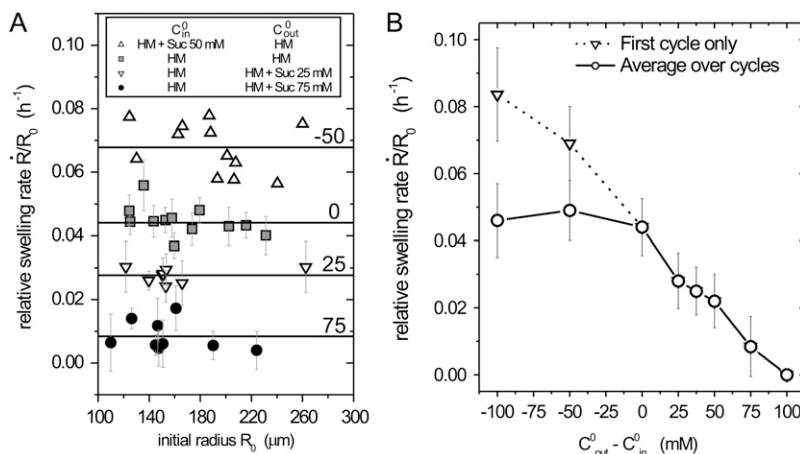 A
0.10
0.08
0.06
0.04
0.02
0.00
relative swelling rate Ṙ/R₀ (h⁻¹)
C⁰in C⁰out
HM + Suc 50 mM HM
HM HM
HM HM + Suc 25 mM
HM HM + Suc 75 mM
-50
0
25
75
100 140 180 220 260 300
initial radius R₀ (μm)
B
0.10
0.08
0.06
0.04
0.02
0.00
relative swelling rate Ṙ/R₀ (h⁻¹)
First cycle only
Average over cycles
-100 -75 -50 -25 0 25 50 75 100
C⁰out - C⁰in (mM)